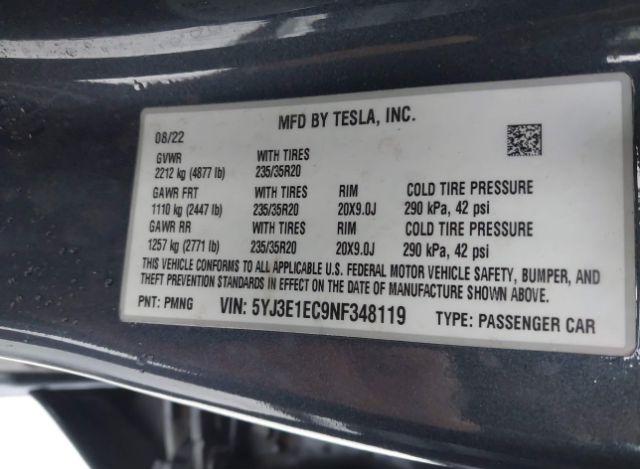 MFD BY TESLA, INC.
08/22
GVWR WITH TIRES
2212 kg (4877 lb) 235/35R20
GAWR FRT WITH TIRES RIM COLD TIRE PRESSURE
1110 kg (2447 lb) 235/35R20 20X9.0J 290 kPa, 42 psi
GAWR RR WITH TIRES RIM COLD TIRE PRESSURE
1257 kg (2771 lb) 235/35R20 20X9.0J 290 kPa, 42 psi
THIS VEHICLE CONFORMS TO ALL APPLICABLE U.S. FEDERAL MOTOR VEHICLE SAFETY, BUMPER, AND
THEFT PREVENTION STANDARDS IN EFFECT ON THE DATE OF MANUFACTURE SHOWN ABOVE.
PNT: PMNG VIN: 5YJ3E1EC9NF348119 TYPE: PASSENGER CAR